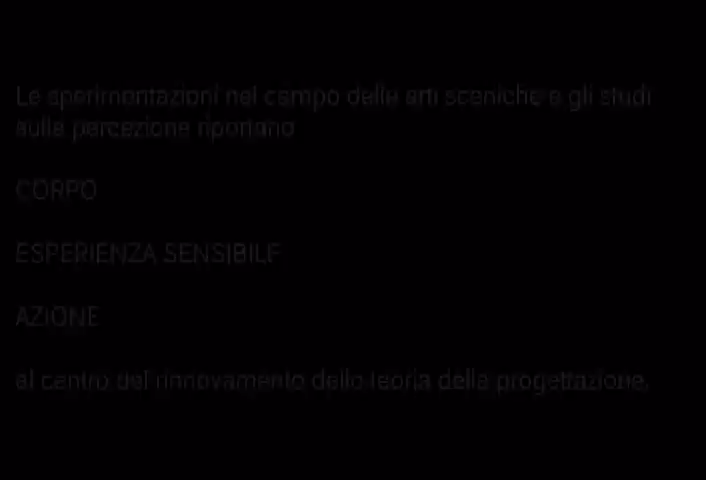 Le sperimentazioni nel campo delle arti sceniche e gli studi
sulla percezione riportano
CORPO
ESPERIENZA SENSIBILE
AZIONE
al centro del rinnovamento della teoria della progettazione.